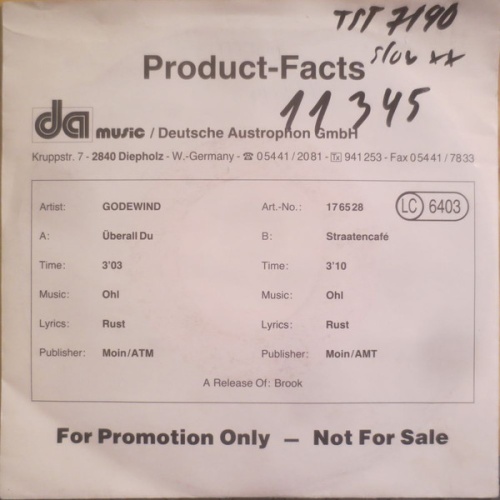 TST 7190
Product-Facts slow xx
11345
da music / Deutsche Austrophon GmbH
Kruppstr. 7 - 2840 Diepholz - W.-Germany - ☎ 05441/2081 - Tx 941253 - Fax 05441/7833
Artist: GODEWIND Art.-No.: 176528 LC 6403
A: Überall Du B: Straatencafé
Time: 3'03 Time: 3'10
Music: Ohl Music: Ohl
Lyrics: Rust Lyrics: Rust
Publisher: Moin/ATM Publisher: Moin/AMT
A Release Of: Brook
For Promotion Only — Not For Sale